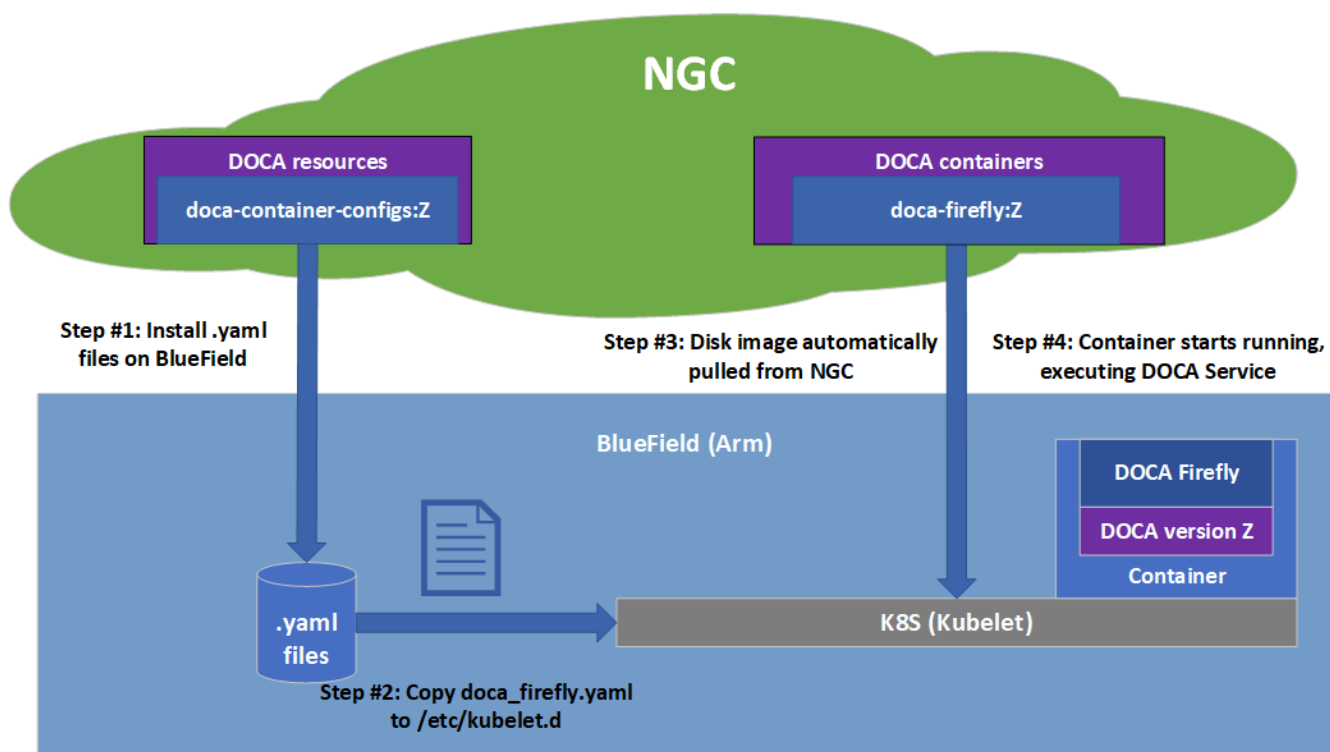 NGC
DOCA resources
doca-container-configs:Z
DOCA containers
doca-firefly:Z
Step #1: Install .yaml
files on BlueField
Step #3: Disk image automatically
pulled from NGC
Step #4: Container starts running,
executing DOCA Service
BlueField (Arm)
DOCA Firefly
DOCA version Z
Container
.yaml
files
K8S (Kubelet)
Step #2: Copy doca_firefly.yaml
to /etc/kubelet.d